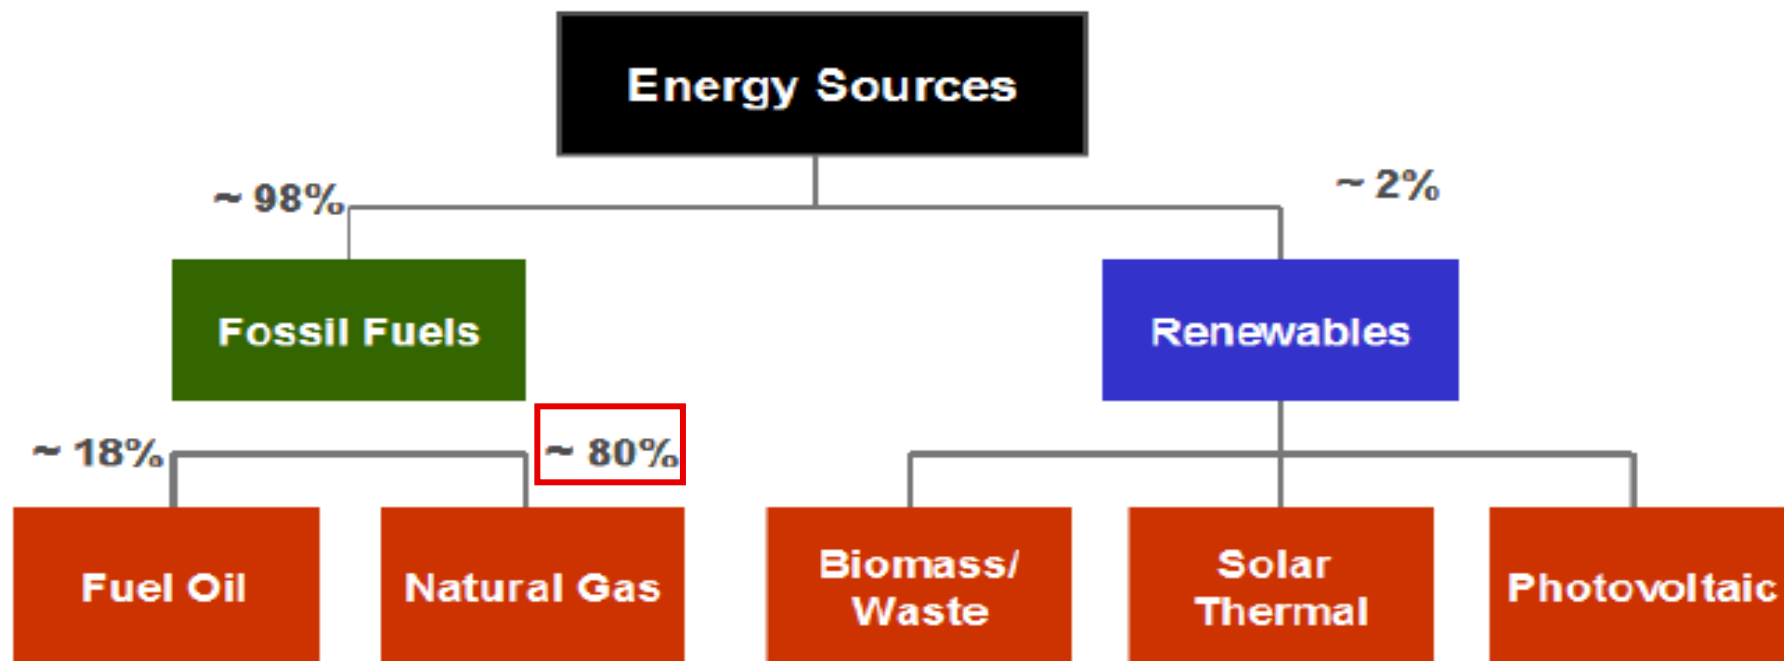 Energy Sources
~ 98%
~ 2%
Fossil Fuels
Renewables
~ 18%
~ 80%
Fuel Oil
Natural Gas
Biomass/
Waste
Solar
Thermal
Photovoltaic